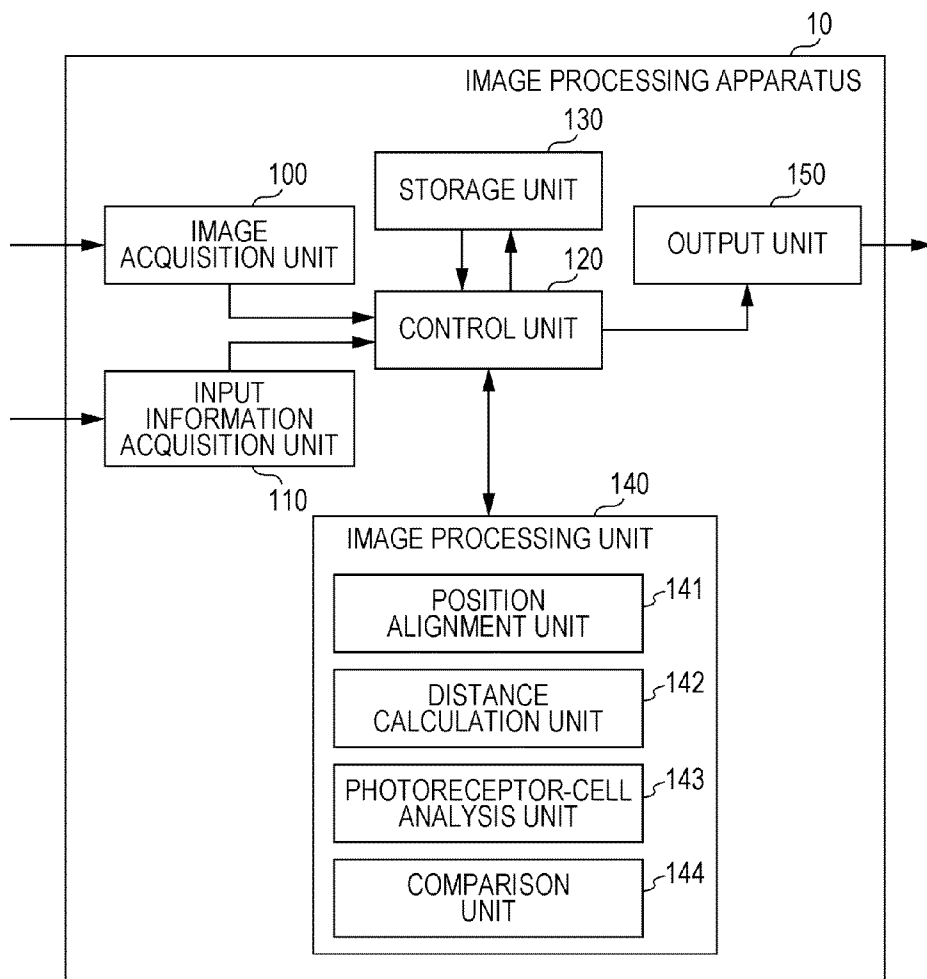 10
IMAGE PROCESSING APPARATUS
130
STORAGE UNIT
100
IMAGE
ACQUISITION UNIT
150
OUTPUT UNIT
120
CONTROL UNIT
INPUT
INFORMATION
ACQUISITION UNIT
110
140
IMAGE PROCESSING UNIT
POSITION
ALIGNMENT UNIT
141
DISTANCE
CALCULATION UNIT
142
PHOTORECEPTOR-CELL
ANALYSIS UNIT
143
COMPARISON
UNIT
144